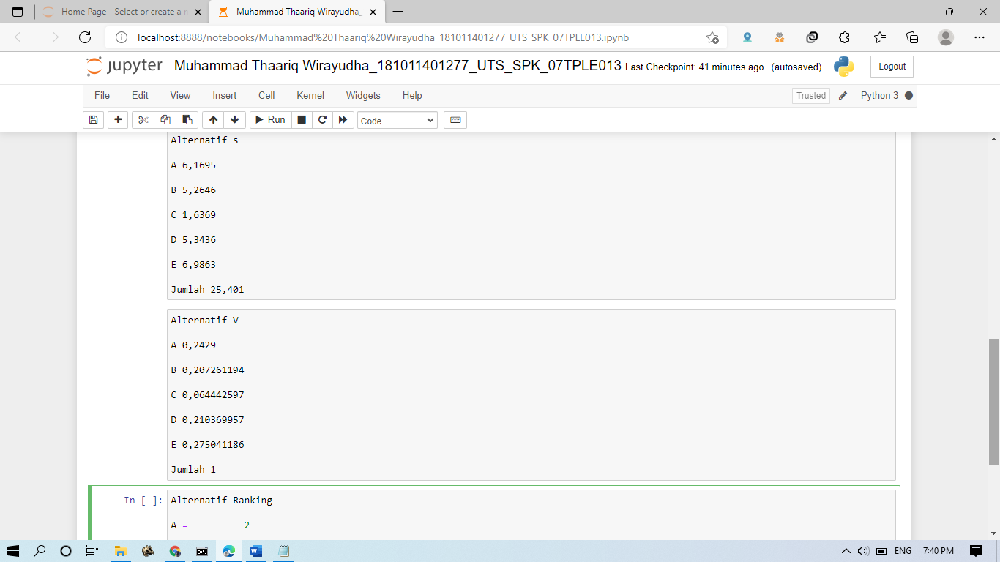 Home Page - Select or create a n
Muhammad Thaariq Wirayudha_
localhost:8888/notebooks/Muhammad%20Thaariq%20Wirayudha_181011401277_UTS_SPK_07TPLE013.ipynb
jupyter Muhammad Thaariq Wirayudha_181011401277_UTS_SPK_07TPLE013 Last Checkpoint: 41 minutes ago (autosaved) Logout
File Edit View Insert Cell Kernel Widgets Help Trusted Python 3
Run Code
Alternatif s
A 6,1695
B 5,2646
C 1,6369
D 5,3436
E 6,9863
Jumlah 25,401
Alternatif V
A 0,2429
B 0,207261194
C 0,064442597
D 0,210369957
E 0,275041186
Jumlah 1
In [ ]: Alternatif Ranking
A = 2
ENG 7:40 PM